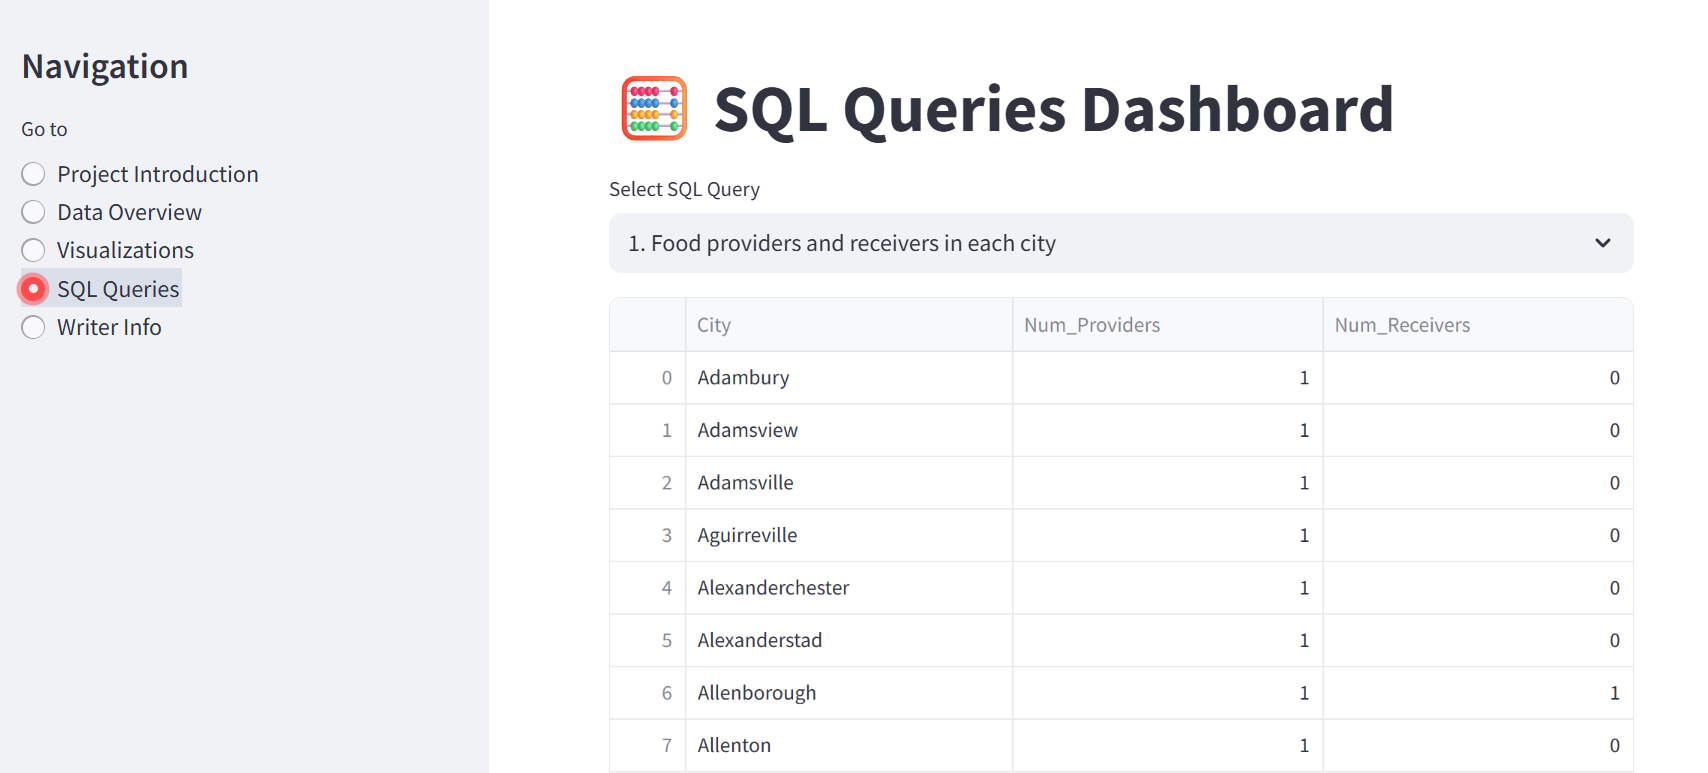 Navigation
Go to
Project Introduction
Data Overview
Visualizations
SQL Queries
Writer Info
SQL Queries Dashboard
Select SQL Query
1. Food providers and receivers in each city
City Num_Providers Num_Receivers
0 Adambury 1 0
1 Adamsview 1 0
2 Adamsville 1 0
3 Aguirreville 1 0
4 Alexanderchester 1 0
5 Alexanderstad 1 0
6 Allenborough 1 1
7 Allenton 1 0